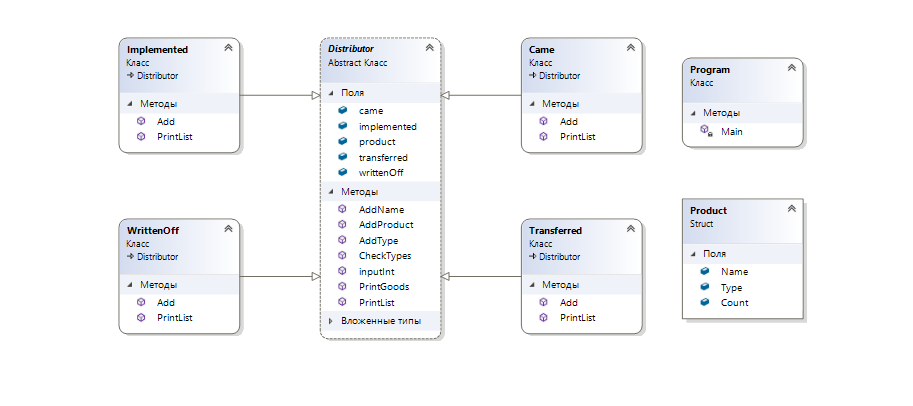 Implemented
Класс
Distributor
Методы
Add
PrintList
Distributor
Abstract Класс
Поля
came
implemented
product
transferred
writtenOff
Методы
AddName
AddProduct
AddType
CheckTypes
inputInt
PrintGoods
PrintList
Вложенные типы
Came
Класс
Distributor
Методы
Add
PrintList
Program
Класс
Методы
Main
WrittenOff
Класс
Distributor
Методы
Add
PrintList
Transferred
Класс
Distributor
Методы
Add
PrintList
Product
Struct
Поля
Name
Type
Count